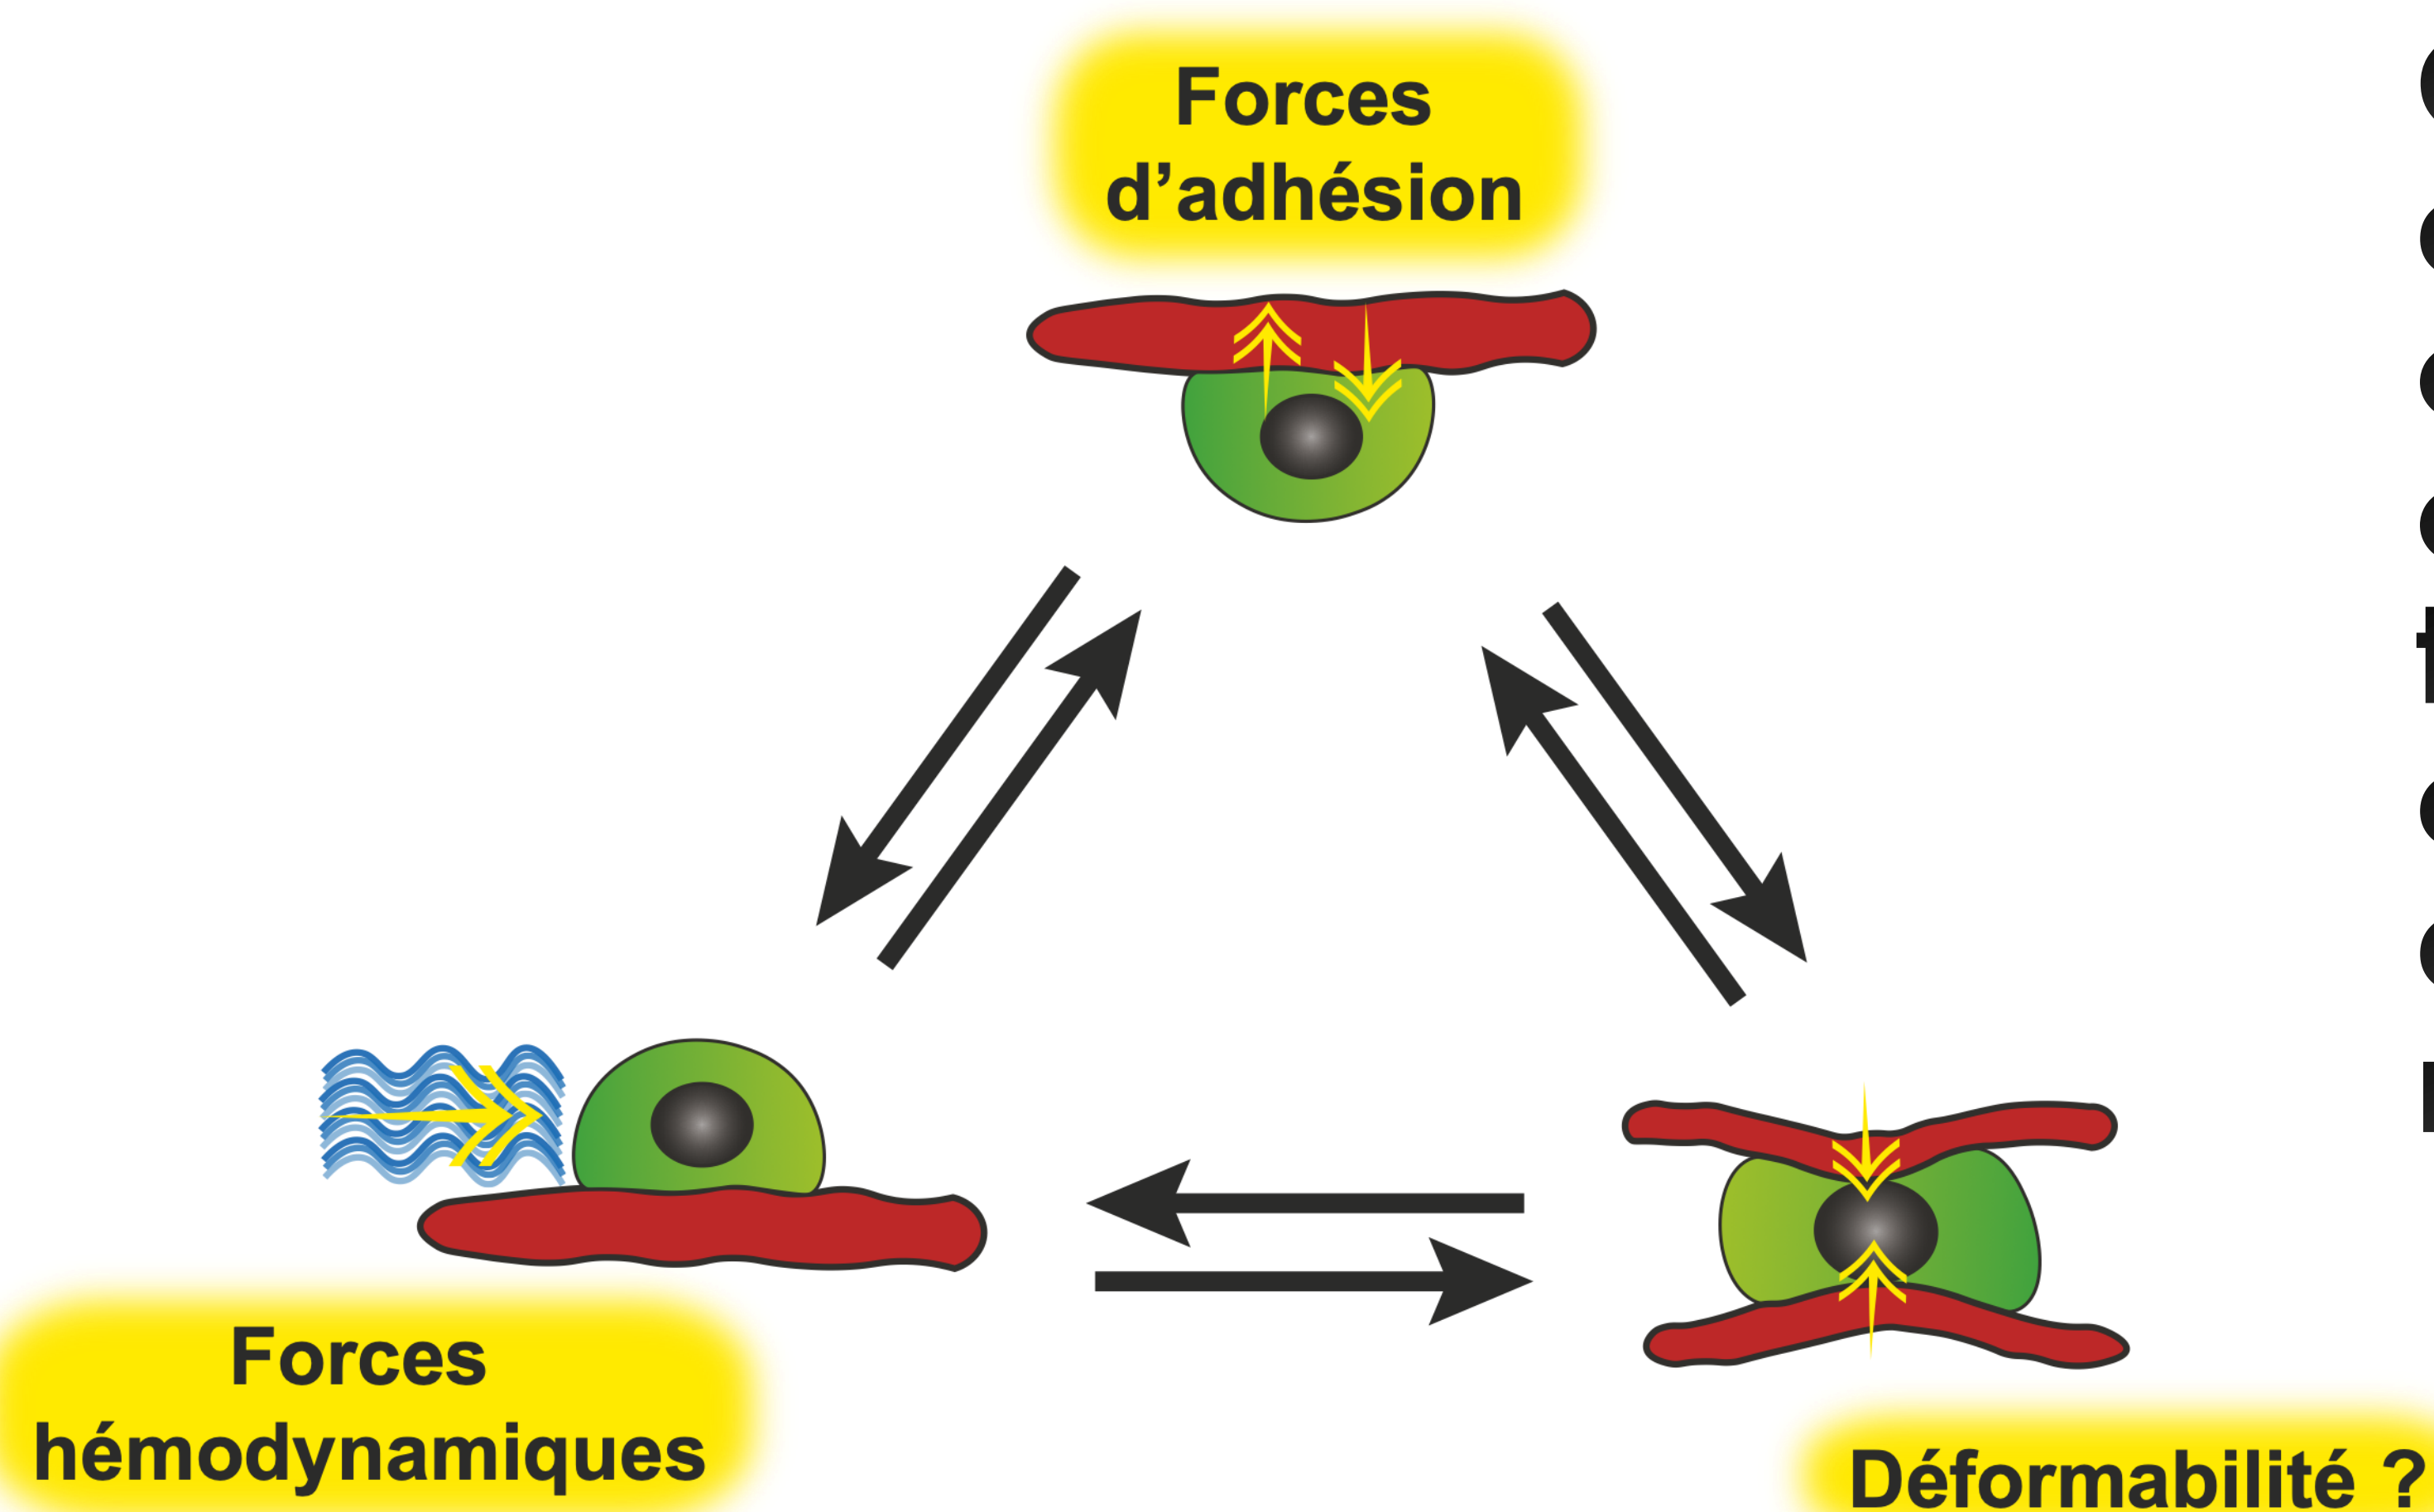 Forces
d’adhésion
Forces
hémodynamiques
Déformabilité ?